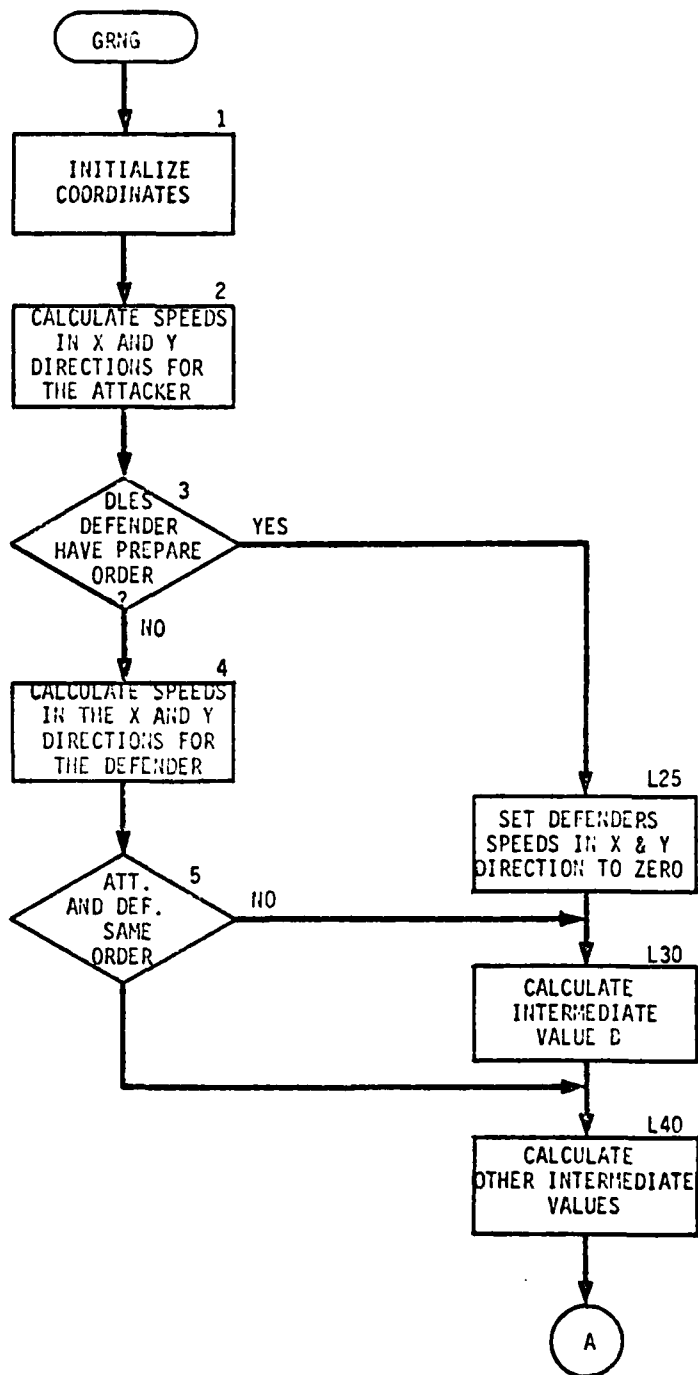 GRNG
1
INITIALIZE
COORDINATES
2
CALCULATE SPEEDS
IN X AND Y
DIRECTIONS FOR
THE ATTACKER
3
DLES
DEFENDER
HAVE PREPARE
ORDER
?
YES
NO
4
CALCULATE SPEEDS
IN THE X AND Y
DIRECTIONS FOR
THE DEFENDER
L25
SET DEFENDERS
SPEEDS IN X & Y
DIRECTION TO ZERO
5
ATT.
AND DEF.
SAME
ORDER
NO
L30
CALCULATE
INTERMEDIATE
VALUE D
L40
CALCULATE
OTHER INTERMEDIATE
VALUES
A